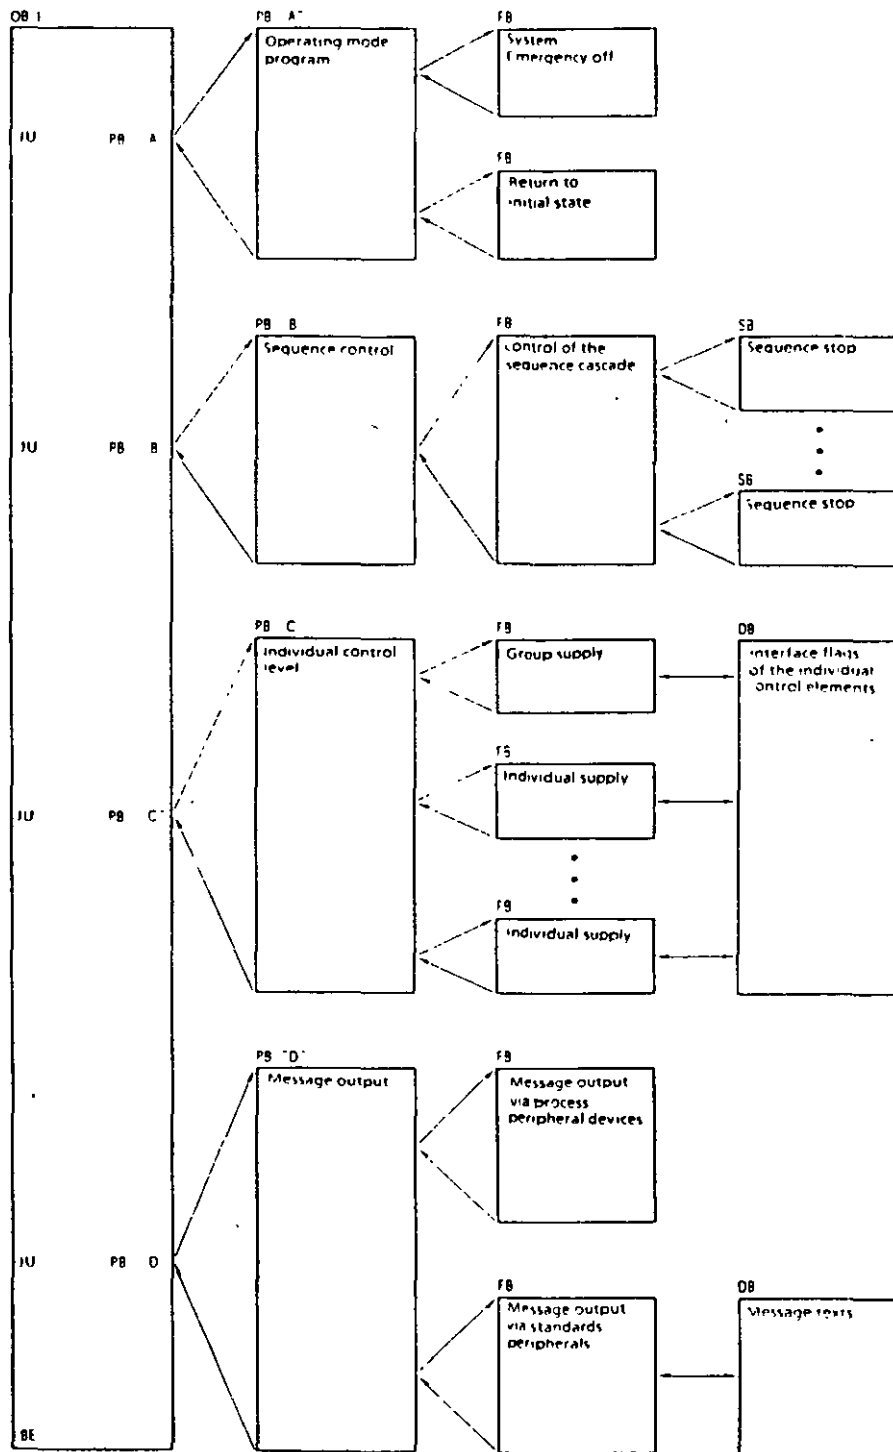 OB 1
JU PB A
JU PB B
JU PB C
JU PB D
BE
PB "A"
Operating mode
program
FB
System
Emergency off
FB
Return to
initial state
PB B
Sequence control
FB
Control of the
sequence cascade
SB
Sequence stop
SB
Sequence stop
PB C
Individual control
level
FB
Group supply
FB
Individual supply
FB
Individual supply
DB
Interface flags
of the individual
control elements
PB "D"
Message output
FB
Message output
via process
peripheral devices
FB
Message output
via standards
peripherals
DB
Message texts